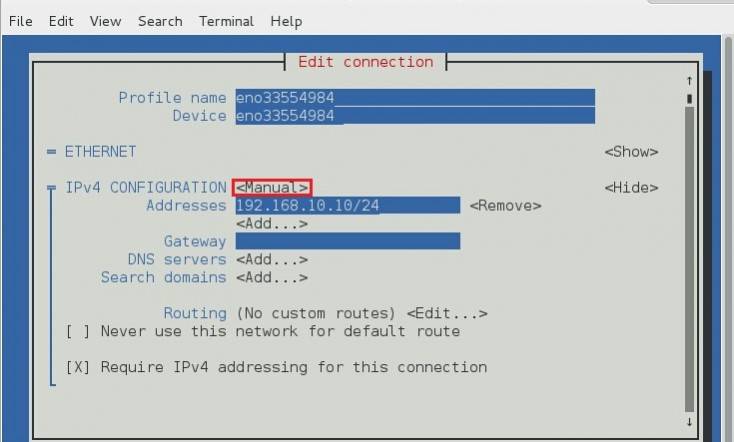 File Edit View Search Terminal Help
Edit connection
Profile name eno33554984
Device eno33554984
ETHERNET <Show>
IPv4 CONFIGURATION <Manual> <Hide>
Addresses 192.168.10.10/24 <Remove>
<Add...>
Gateway
DNS servers <Add...>
Search domains <Add...>
Routing (No custom routes) <Edit...>
[ ] Never use this network for default route
[X] Require IPv4 addressing for this connection